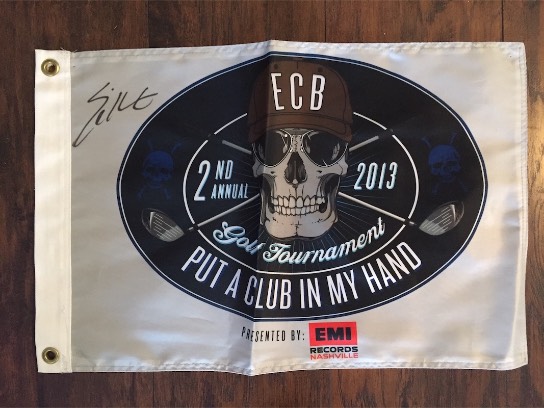 ECB
2ND ANNUAL
2013
Golf Tournament
PUT A CLUB IN MY HAND
PRESENTED BY: EMI
RECORDS
NASHVILLE